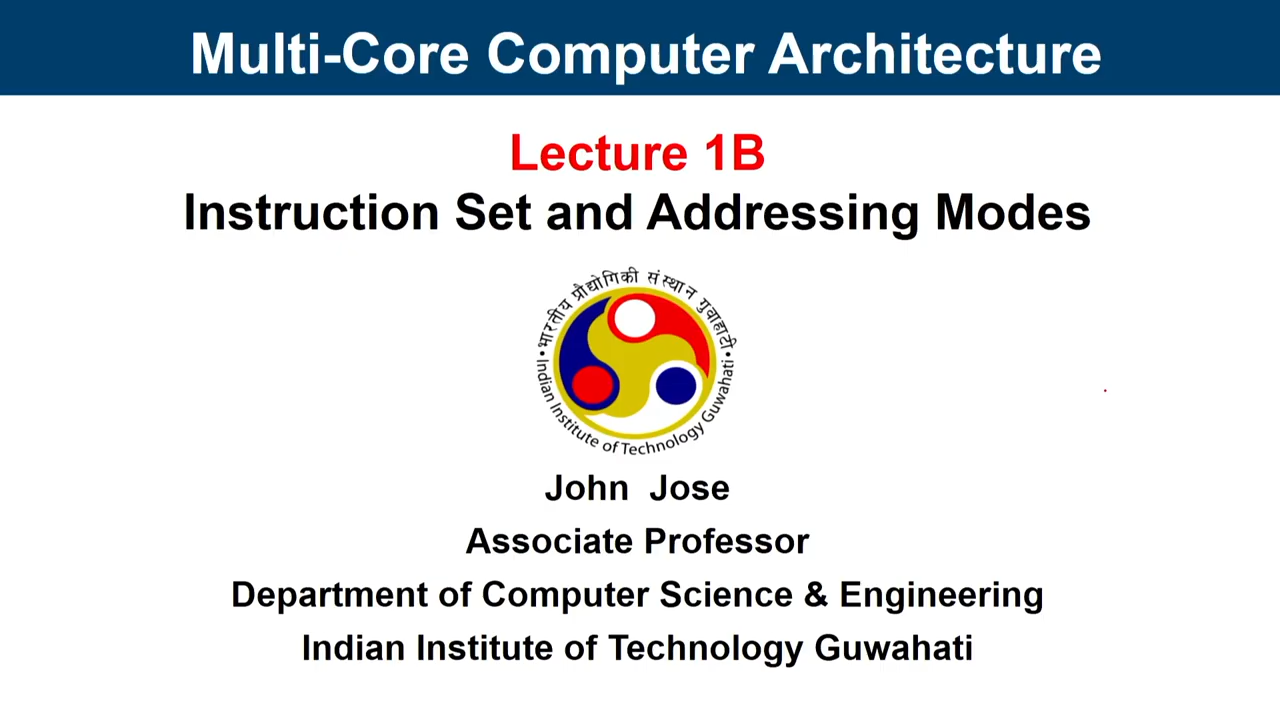 Multi-Core Computer Architecture
Lecture 1B
Instruction Set and Addressing Modes
भारतीय प्रौद्योगिकी संस्थान गुवाहाटी
Indian Institute of Technology Guwahati
John Jose
Associate Professor
Department of Computer Science & Engineering
Indian Institute of Technology Guwahati